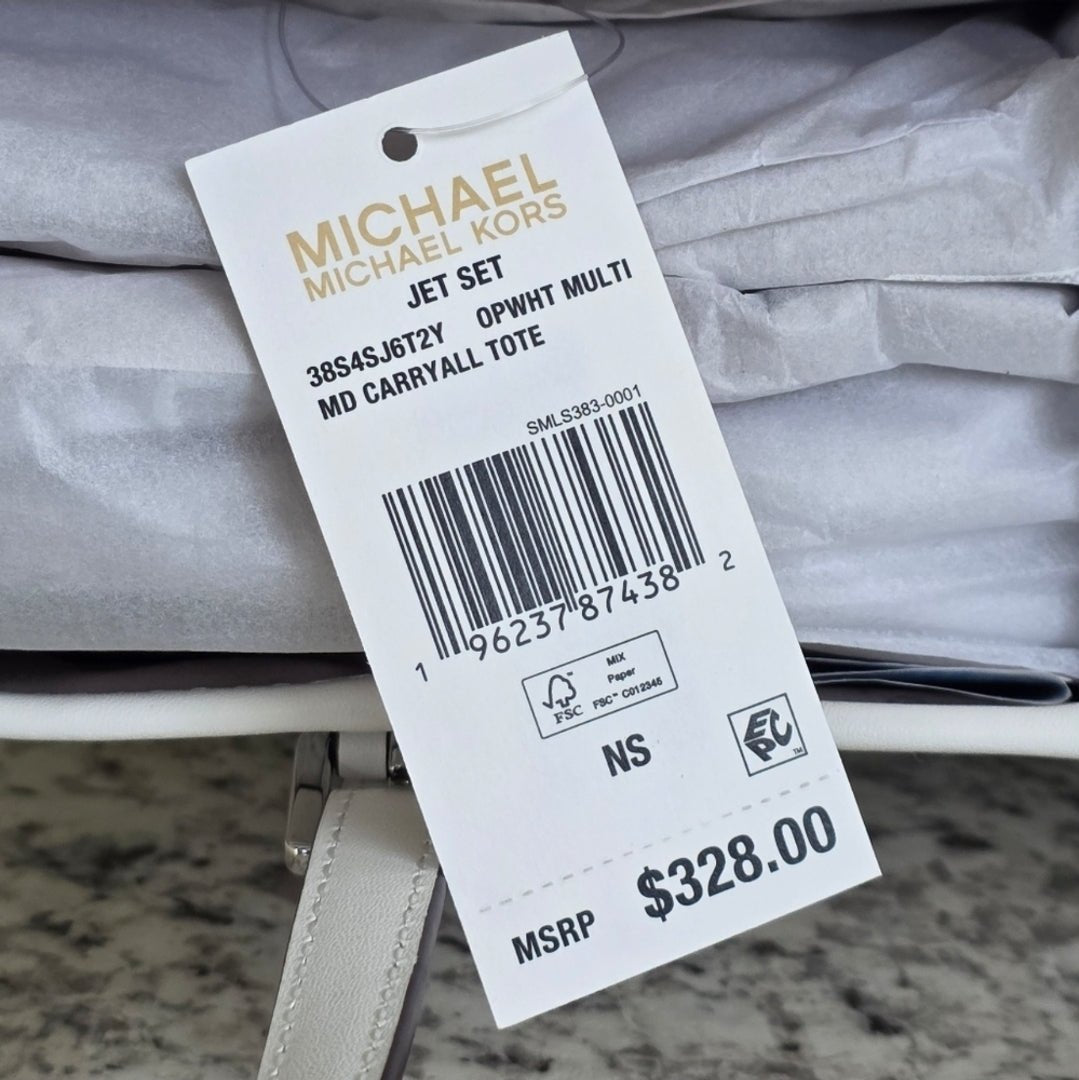 MICHAEL
MICHAEL KORS
JET SET
38S4SJ6T2Y OPWHT MULTI
MD CARRYALL TOTE
SMLS383-0001
1 96237 87438 2
MIX
Paper
FSC™ C012345
FSC
NS
EPC™
MSRP $328.00